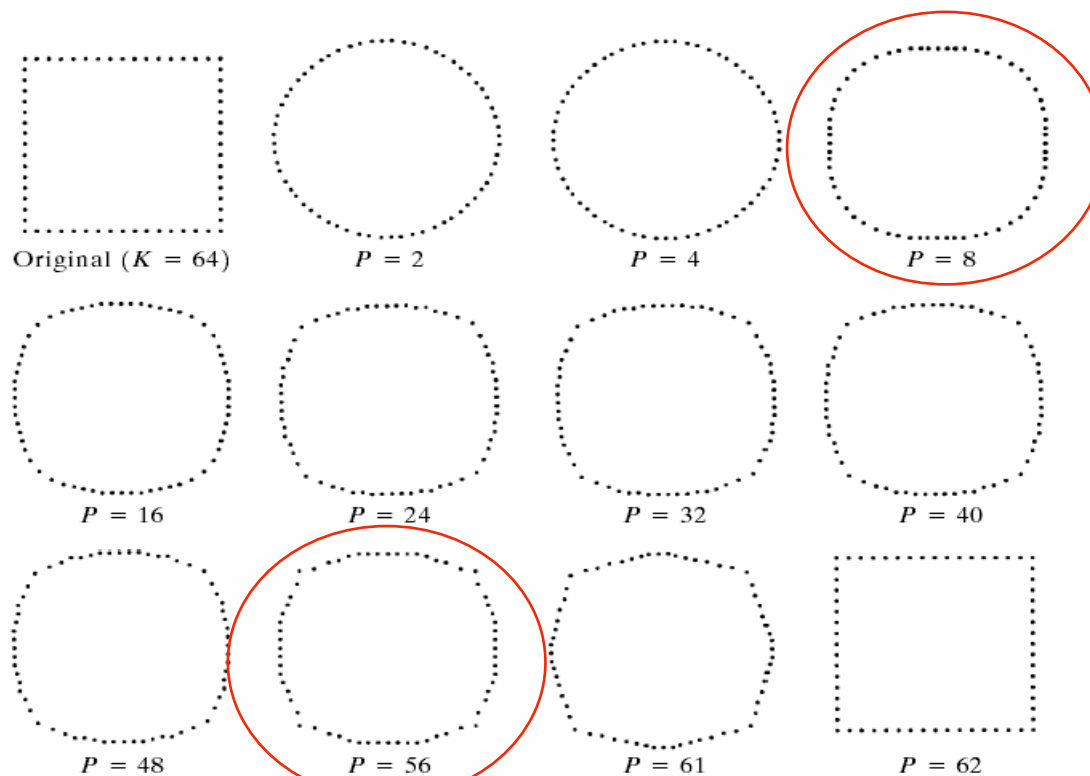 Original (K = 64)
P = 2
P = 4
P = 8
P = 16
P = 24
P = 32
P = 40
P = 48
P = 56
P = 61
P = 62